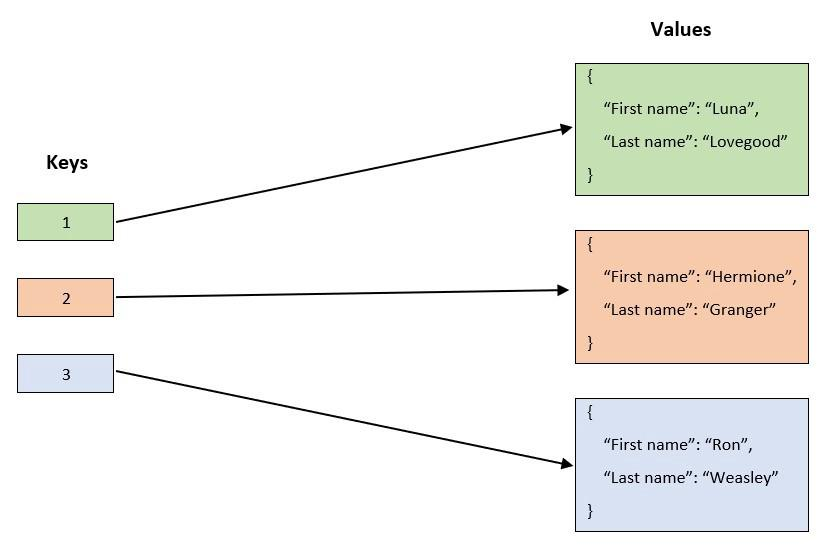 Keys
1
2
3
Values
{
“First name”: “Luna”,
“Last name”: “Lovegood”
}
{
“First name”: “Hermione”,
“Last name”: “Granger”
}
{
“First name”: “Ron”,
“Last name”: “Weasley”
}